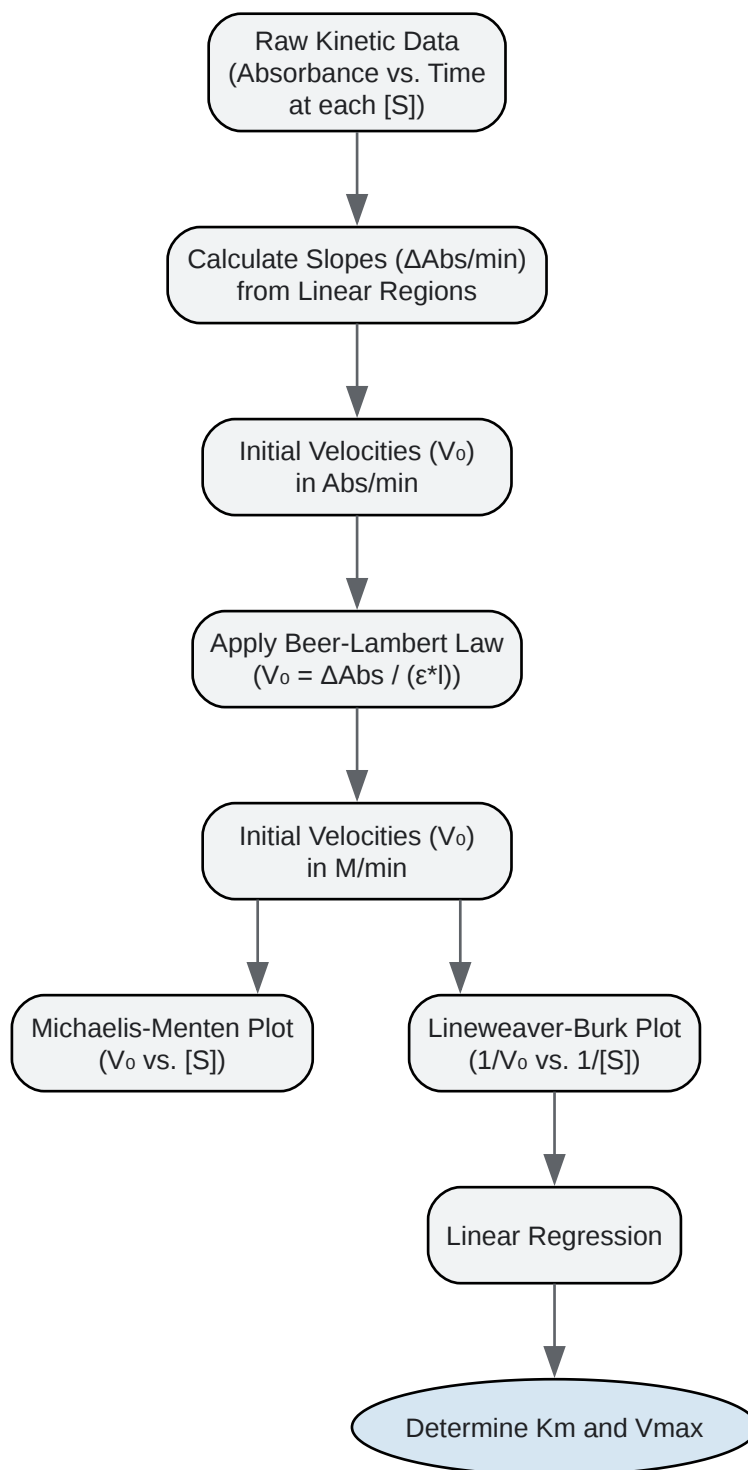 Raw Kinetic Data
(Absorbance vs. Time
at each [S])
Calculate Slopes (ΔAbs/min)
from Linear Regions
Initial Velocities (V₀)
in Abs/min
Apply Beer-Lambert Law
(V₀ = ΔAbs / (ε*l))
Initial Velocities (V₀)
in M/min
Michaelis-Menten Plot
(V₀ vs. [S])
Lineweaver-Burk Plot
(1/V₀ vs. 1/[S])
Linear Regression
Determine Km and Vmax